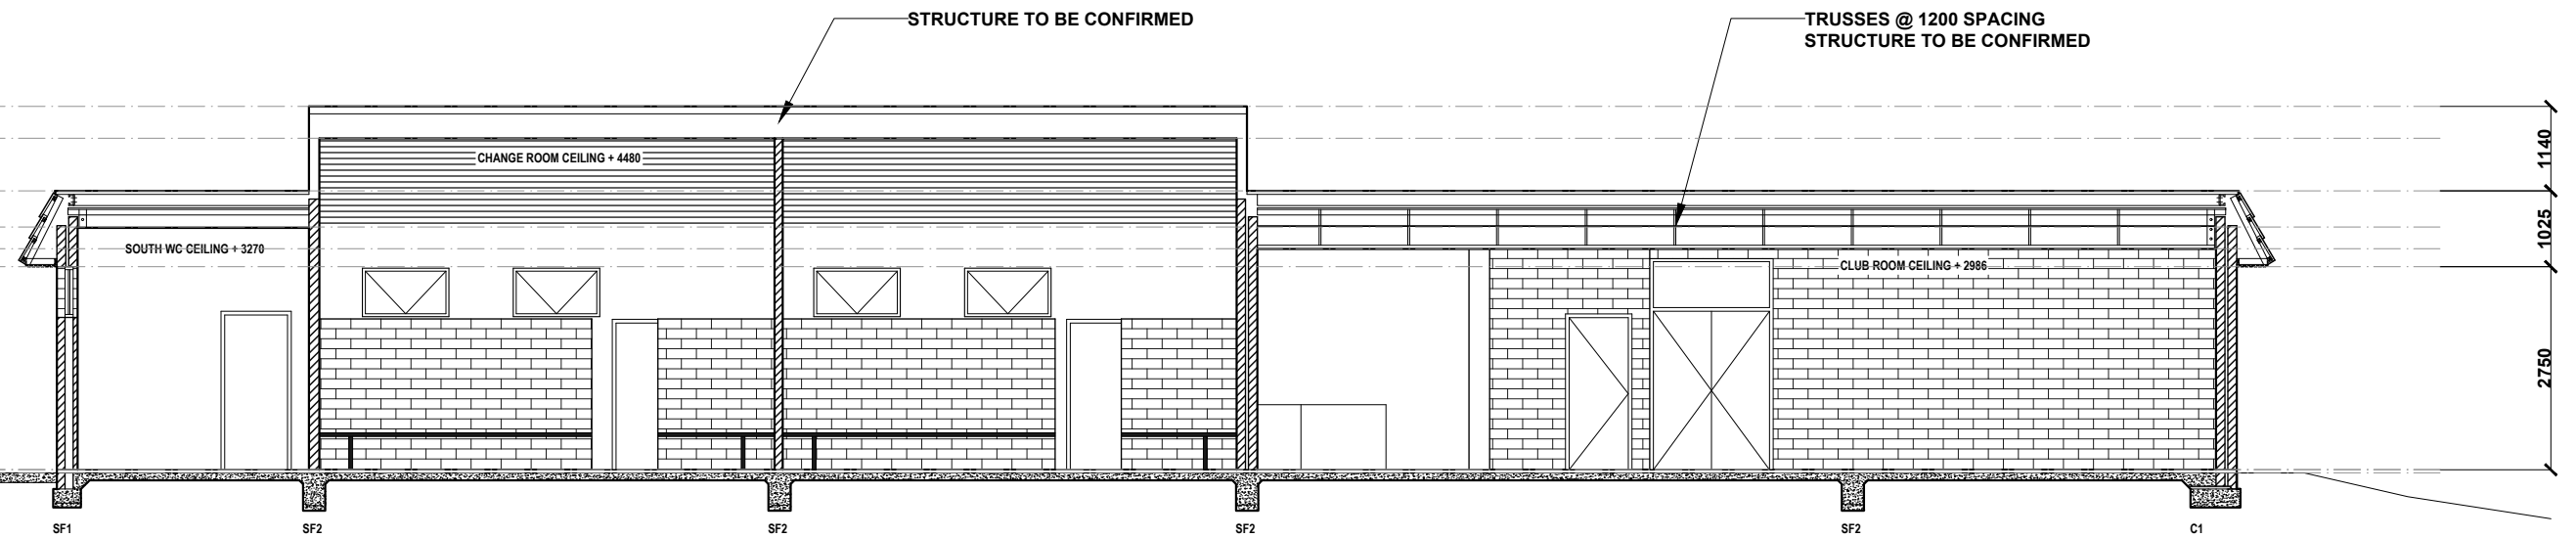 STRUCTURE TO BE CONFIRMED
TRUSSES @ 1200 SPACING
STRUCTURE TO BE CONFIRMED
1140
CHANGE ROOM CEILING + 4480
1025
SOUTH WC CEILING + 3270
CLUB ROOM CEILING + 2986
2750
SF1
SF2
SF2
SF2
SF2
C1